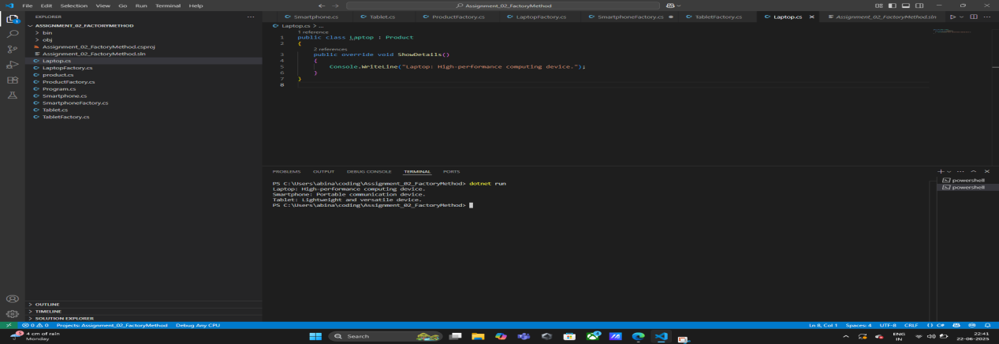 File Edit Selection View Go Run Terminal Help
Assignment_02_FactoryMethod
EXPLORER
Smartphone.cs Tablet.cs ProductFactory.cs LaptopFactory.cs SmartphoneFactory.cs TabletFactory.cs Laptop.cs Assignment_02_FactoryMethod.sln
ASSIGNMENT_02_FACTORYMETHOD
bin
obj
Assignment_02_FactoryMethod.csproj
Assignment_02_FactoryMethod.sln
Laptop.cs
LaptopFactory.cs
product.cs
ProductFactory.cs
Program.cs
Smartphone.cs
SmartphoneFactory.cs
Tablet.cs
TabletFactory.cs
OUTLINE
TIMELINE
SOLUTION EXPLORER
Laptop.cs > ...
1 reference
1 public class Laptop : Product
2 {
2 references
3 public override void ShowDetails()
4 {
5 Console.WriteLine("Laptop: High-performance computing device.");
6 }
7 }
8
PROBLEMS OUTPUT DEBUG CONSOLE TERMINAL PORTS
PS C:\Users\abina\coding\Assignment_02_FactoryMethod> dotnet run
Laptop: High-performance computing device.
Smartphone: Portable communication device.
Tablet: Lightweight and versatile device.
PS C:\Users\abina\coding\Assignment_02_FactoryMethod>
powershell
powershell
0 0 Projects: Assignment_02_FactoryMethod Debug Any CPU
Ln 8, Col 1 Spaces: 4 UTF-8 CRLF {} C#
4 cm of rain
Monday
Search
ENG
IN
22:41
22-06-2025